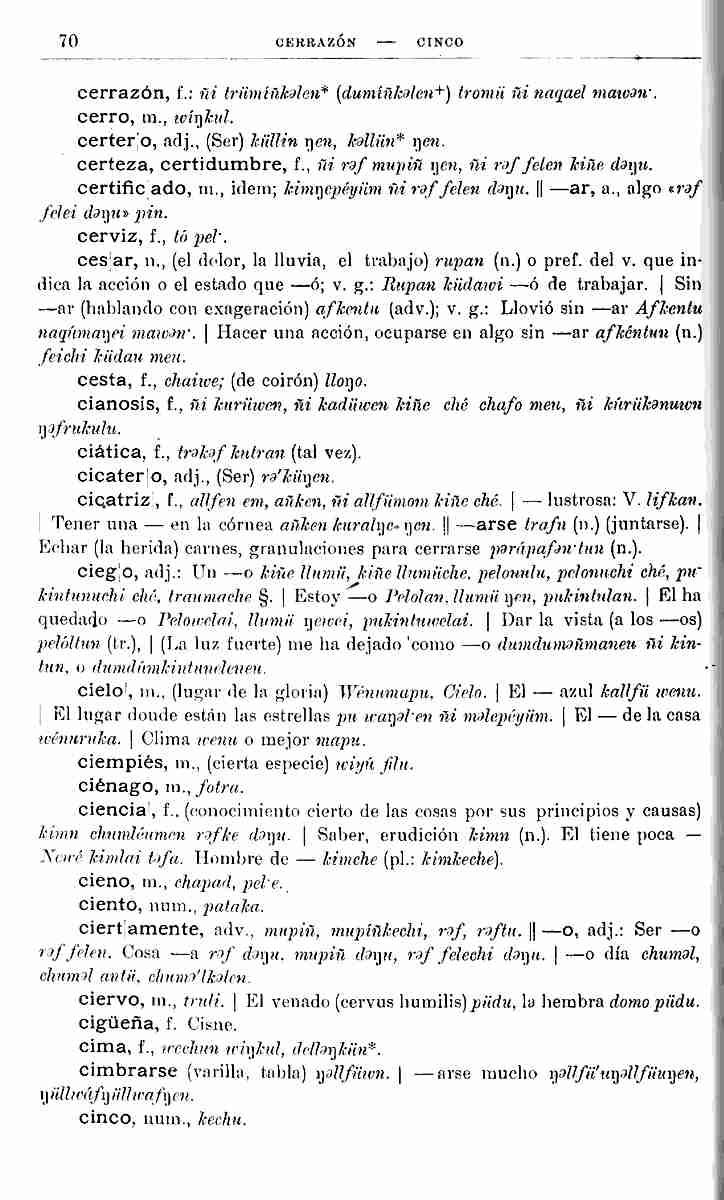 70 CERRAZÓN — CINCO
cerrazón, f.: ñi trümíñkəlen* (dumíñkəlen+) tromü ñi naqael mawən·.
cerro, m., wíŋkul.
certer|o, adj., (Ser) küllin ŋen, kəllün* ŋen.
certeza, certidumbre, f., ñi rəf mupiñ ŋen, ñi rəf felen kiñe dəŋu.
certific|ado, m., idem; kimŋepéyüm ñi rəf felen dəŋu. || —ar, a., algo «rəf
felei dəŋu» pin.
cerviz, f., tó pel·.
ces|ar, n., (el dolor, la lluvia, el trabajo) rupan (n.) o pref. del v. que in-
dica la acción o el estado que —ó; v. g.: Rupan küdawi —ó de trabajar. | Sin
—ar (hablando con exageración) afkentu (adv.); v. g.: Llovió sin —ar Afkentu
naqümaŋei mawən·. | Hacer una acción, ocuparse en algo sin —ar afkéntun (n.)
feichi küdau meu.
cesta, f., chaiwe; (de coirón) lloŋo.
cianosis, f., ñi kurüwen, ñi kadüwen kiñe ché chafo meu, ñi kúrükənuwn
ŋəfrukulu.
ciática, f., trəkəf kutran (tal vez).
cicater|o, adj., (Ser) rə'küŋen.
cicatriz|, f., allfen em, añken, ñi allfümom kiñe ché. | — lustrosa: V. lifkan.
| Tener una — en la córnea añken kuralŋe· ŋen. || —arse trafn (n.) (juntarse). |
Echar (la herida) carnes, granulaciones para cerrarse pərápafən·tun (n.).
cieg|o, adj.: Un —o kiñe llumü, kiñe llumüche, pelonulu, pelonuchi ché, pu-
kintunuchi ché, traumache §. | Estoy —o Pelolan, llumü ŋen, pukintulan. | El ha
quedado —o Pelowelai, llumü ŋewei, pukintuwelai. | Dar la vista (a los —os)
pelóltun (tr.), | (La luz fuerte) me ha dejado como —o dumduməñmaneu ñi kin-
tun, o dumdúmkintuneleneu.
cielo|, m., (lugar de la gloria) Wénumapu, Cielo. | El — azul kallfü wenu.
| El lugar donde están las estrellas pu waŋəl·en ñi məlepéyüm. | El — de la casa
wénuruka. | Clima wenu o mejor mapu.
ciempiés, m., (cierta especie) wiyú filu.
ciénago, m., fotra.
ciencia|, f., (conocimiento cierto de las cosas por sus principios y causas)
kimn chumléumen rəfke dəŋu. | Saber, erudición kimn (n.). El tiene poca —
Newé kimlai təfa. Hombre de — kimche (pl.: kimkeche).
cieno, m., chapad, pel·e.
ciento, num., pataka.
ciert|amente, adv., mupiñ, mupíñkechi, rəf, rəftu. || —o, adj.: Ser —o
rəf felen. Cosa —a rəf dəŋu, mupiñ dəŋu, rəf felechi dəŋu. | —o día chuməl,
chuməl antü, chumə'lkəlen.
ciervo, m., truli. | El venado (cervus humilis) püdu, la hembra domo püdu.
cigüeña, f. Cisne.
cima, f., wechun wiŋkul, delləŋkün*.
cimbrarse (varilla, tabla) ŋəllfüwn. | —arse mucho ŋəllfü'uŋəllfüuŋen,
ŋüllwáfŋüllwafŋen.
cinco, num., kechu.